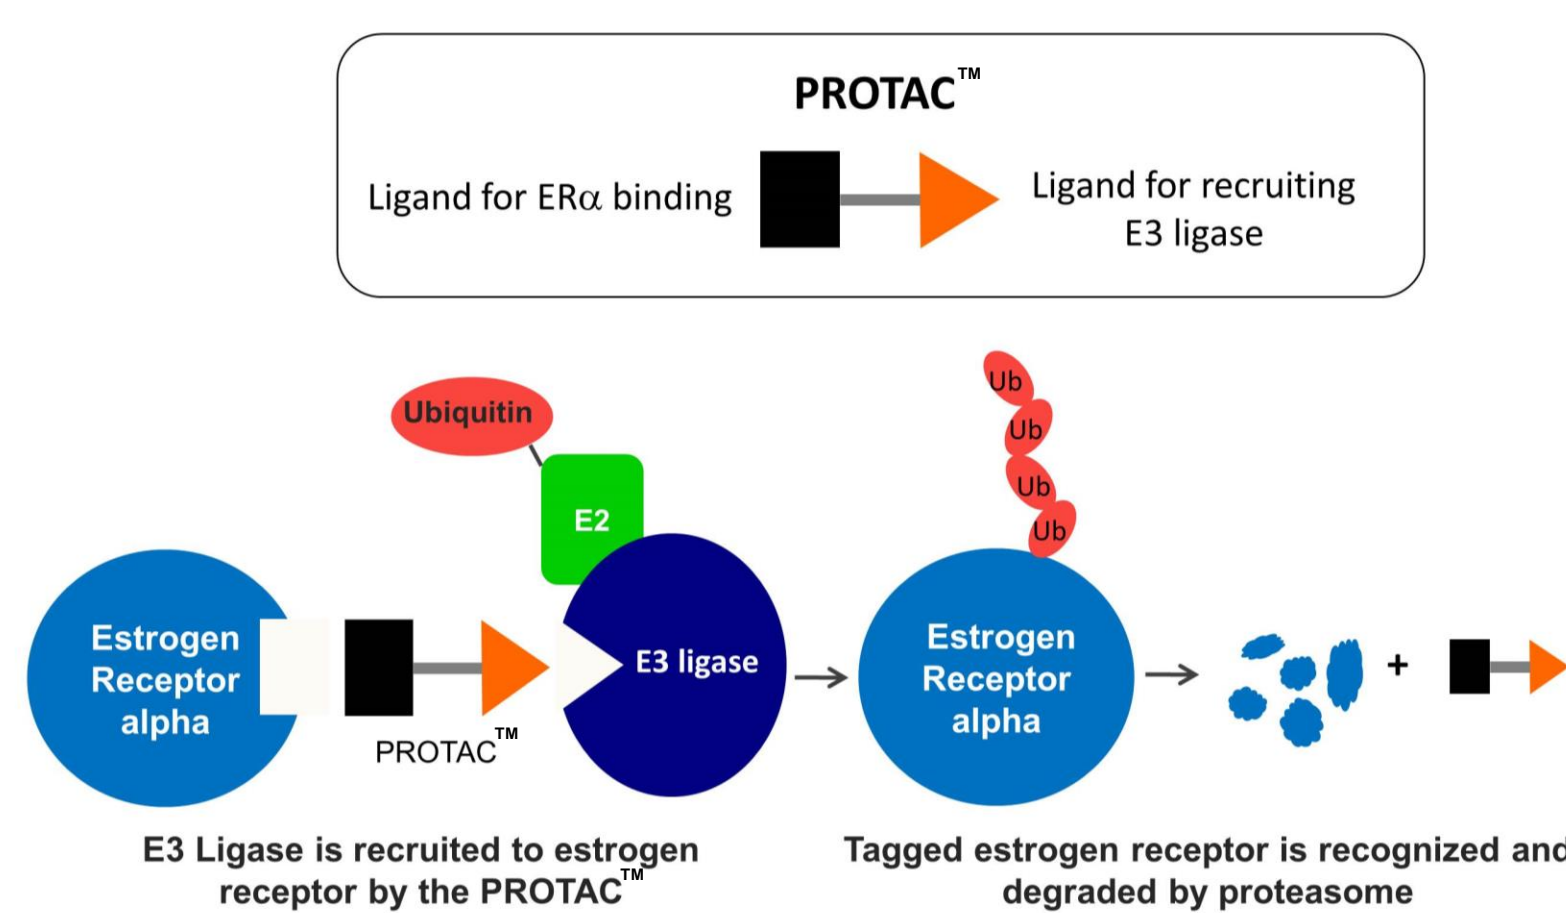 PROTAC™
Ligand for ERα binding
Ligand for recruiting
E3 ligase
Ubiquitin
E2
Estrogen
Receptor
alpha
PROTAC™
E3 ligase
Ub
Ub
Ub
Ub
Estrogen
Receptor
alpha
+
E3 Ligase is recruited to estrogen
receptor by the PROTAC™
Tagged estrogen receptor is recognized and
degraded by proteasome